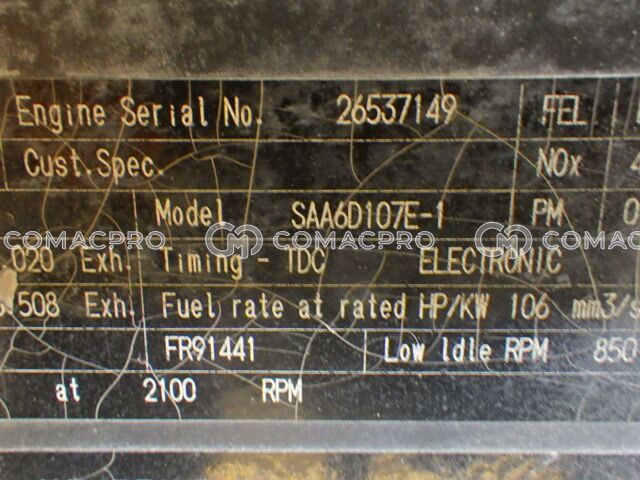 Engine Serial No. 26537149 FEL
Cust.Spec. NOx
Model SAA6D107E-1 PM
COMACPRO COMACPRO COMACPRO
020 Exh. Timing - TDC ELECTRONIC
.508 Exh. Fuel rate at rated HP/KW 106 mm3/s
FR91441 Low Idle RPM 850
at 2100 RPM